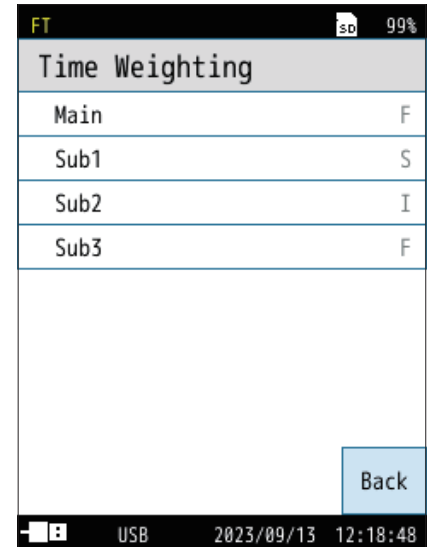 FT SD 99%
Time Weighting
Main F
Sub1 S
Sub2 I
Sub3 F
Back
USB 2023/09/13 12:18:48